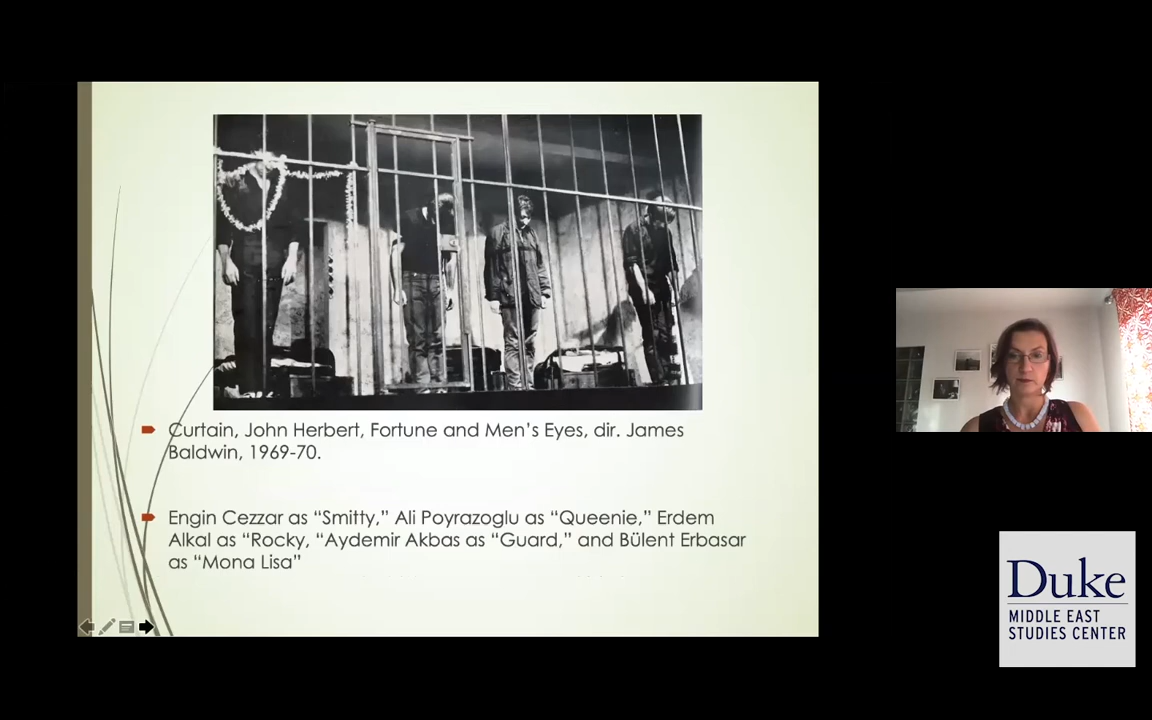 Curtain, John Herbert, Fortune and Men's Eyes, dir. James
Baldwin, 1969-70.
Engin Cezzar as “Smitty,” Ali Poyrazoglu as “Queenie,” Erdem
Alkal as “Rocky, “Aydemir Akbas as “Guard,” and Bülent Erbasar
as “Mona Lisa”
Duke
MIDDLE EAST
STUDIES CENTER